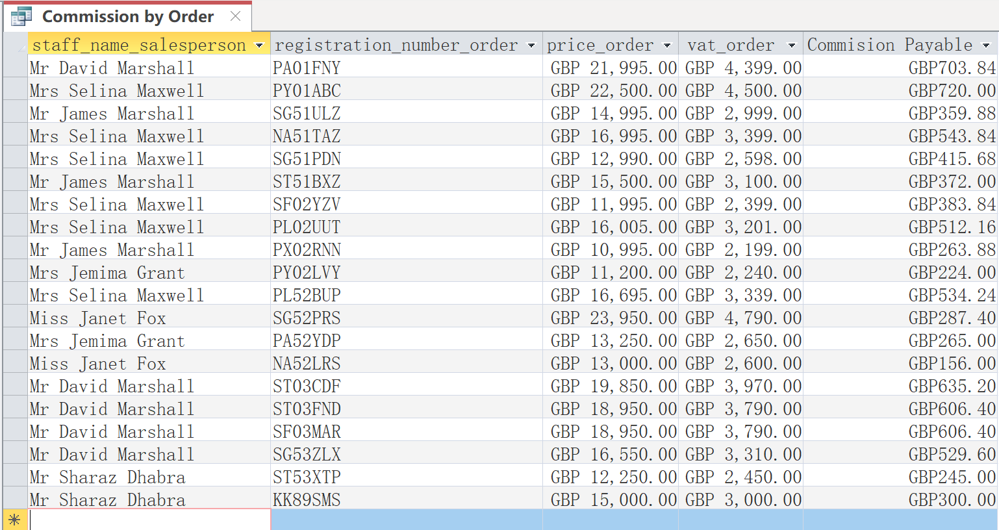 Commission by Order
staff_name_salesperson registration_number_order price_order vat_order Commision Payable
Mr David Marshall PA01FNY GBP 21,995.00 GBP 4,399.00 GBP703.84
Mrs Selina Maxwell PY01ABC GBP 22,500.00 GBP 4,500.00 GBP720.00
Mr James Marshall SG51ULZ GBP 14,995.00 GBP 2,999.00 GBP359.88
Mrs Selina Maxwell NA51TAZ GBP 16,995.00 GBP 3,399.00 GBP543.84
Mrs Selina Maxwell SG51PDN GBP 12,990.00 GBP 2,598.00 GBP415.68
Mr James Marshall ST51BXZ GBP 15,500.00 GBP 3,100.00 GBP372.00
Mrs Selina Maxwell SF02YZV GBP 11,995.00 GBP 2,399.00 GBP383.84
Mrs Selina Maxwell PL02UUT GBP 16,005.00 GBP 3,201.00 GBP512.16
Mr James Marshall PX02RNN GBP 10,995.00 GBP 2,199.00 GBP263.88
Mrs Jemima Grant PY02LVY GBP 11,200.00 GBP 2,240.00 GBP224.00
Mrs Selina Maxwell PL52BUP GBP 16,695.00 GBP 3,339.00 GBP534.24
Miss Janet Fox SG52PRS GBP 23,950.00 GBP 4,790.00 GBP287.40
Mrs Jemima Grant PA52YDP GBP 13,250.00 GBP 2,650.00 GBP265.00
Miss Janet Fox NA52LRS GBP 13,000.00 GBP 2,600.00 GBP156.00
Mr David Marshall ST03CDF GBP 19,850.00 GBP 3,970.00 GBP635.20
Mr David Marshall ST03FND GBP 18,950.00 GBP 3,790.00 GBP606.40
Mr David Marshall SF03MAR GBP 18,950.00 GBP 3,790.00 GBP606.40
Mr David Marshall SG53ZLX GBP 16,550.00 GBP 3,310.00 GBP529.60
Mr Sharaz Dhabra ST53XTP GBP 12,250.00 GBP 2,450.00 GBP245.00
Mr Sharaz Dhabra KK89SMS GBP 15,000.00 GBP 3,000.00 GBP300.00